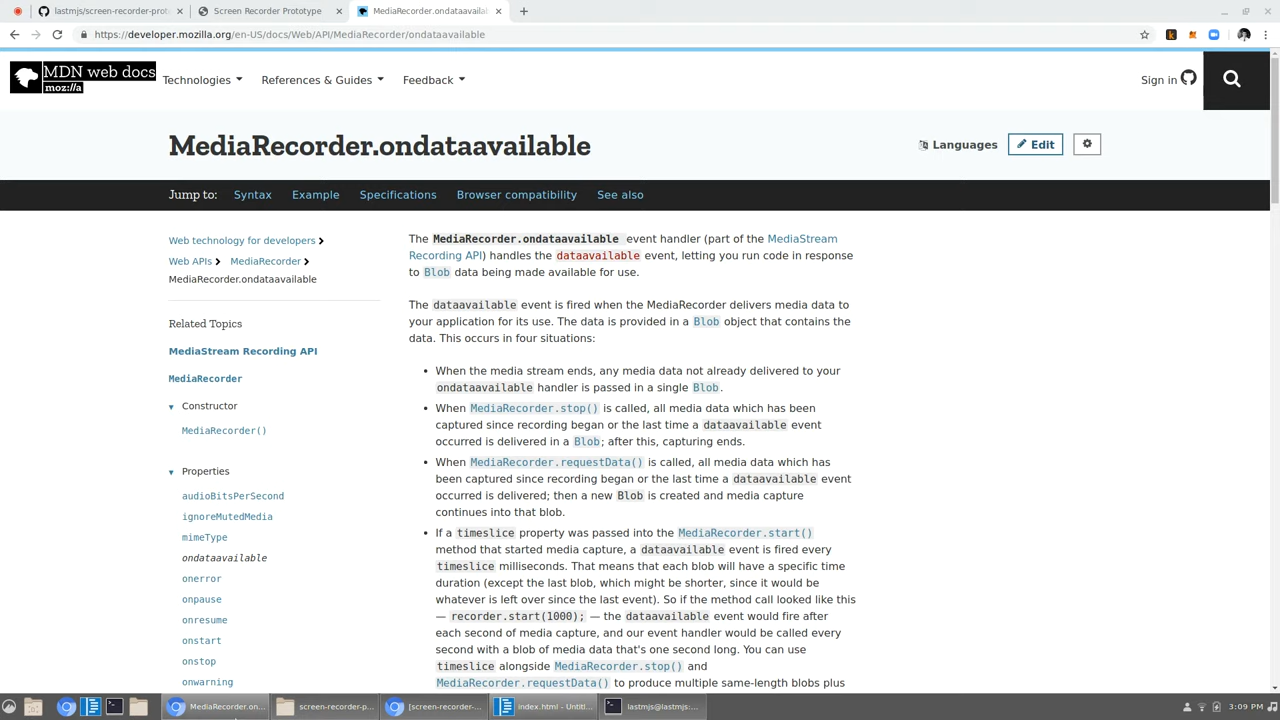 lastmjs/screen-recorder-prot
Screen Recorder Prototype
MediaRecorder.ondataavailab
https://developer.mozilla.org/en-US/docs/Web/API/MediaRecorder/ondataavailable
MDN web docs
moz://a
Technologies
References & Guides
Feedback
Sign in
MediaRecorder.ondataavailable
Languages
Edit
Jump to:
Syntax
Example
Specifications
Browser compatibility
See also
Web technology for developers
Web APIs
MediaRecorder
MediaRecorder.ondataavailable
Related Topics
MediaStream Recording API
MediaRecorder
Constructor
MediaRecorder()
Properties
audioBitsPerSecond
ignoreMutedMedia
mimeType
ondataavailable
onerror
onpause
onresume
onstart
onstop
onwarning
The MediaRecorder.ondataavailable event handler (part of the MediaStream
Recording API) handles the dataavailable event, letting you run code in response
to Blob data being made available for use.
The dataavailable event is fired when the MediaRecorder delivers media data to
your application for its use. The data is provided in a Blob object that contains the
data. This occurs in four situations:
• When the media stream ends, any media data not already delivered to your
ondataavailable handler is passed in a single Blob.
• When MediaRecorder.stop() is called, all media data which has been
captured since recording began or the last time a dataavailable event
occurred is delivered in a Blob; after this, capturing ends.
• When MediaRecorder.requestData() is called, all media data which has
been captured since recording began or the last time a dataavailable event
occurred is delivered; then a new Blob is created and media capture
continues into that blob.
• If a timeslice property was passed into the MediaRecorder.start()
method that started media capture, a dataavailable event is fired every
timeslice milliseconds. That means that each blob will have a specific time
duration (except the last blob, which might be shorter, since it would be
whatever is left over since the last event). So if the method call looked like this
— recorder.start(1000); — the dataavailable event would fire after
each second of media capture, and our event handler would be called every
second with a blob of media data that's one second long. You can use
timeslice alongside MediaRecorder.stop() and
MediaRecorder.requestData() to produce multiple same-length blobs plus
MediaRecorder.on...
screen-recorder-p...
[screen-recorder-...
index.html - Untitl...
lastmjs@lastmjs:...
3:09 PM